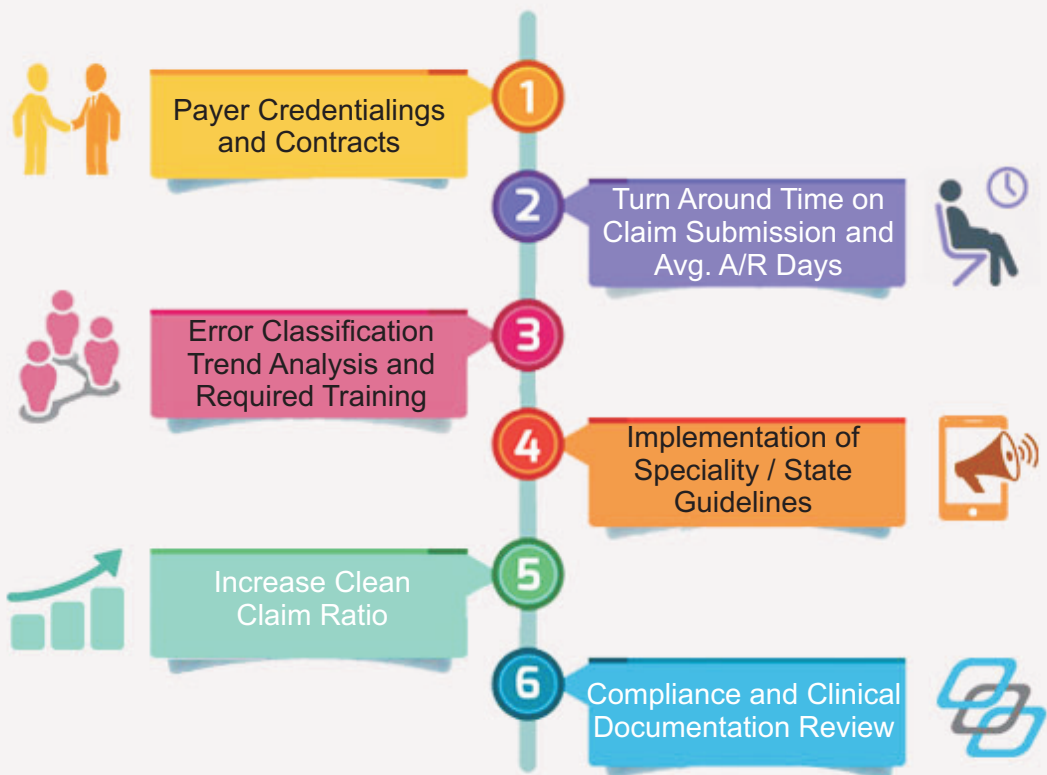 1
Payer Credentialings
and Contracts
2
Turn Around Time on
Claim Submission and
Avg. A/R Days
3
Error Classification
Trend Analysis and
Required Training
4
Implementation of
Speciality / State
Guidelines
5
Increase Clean
Claim Ratio
6
Compliance and Clinical
Documentation Review